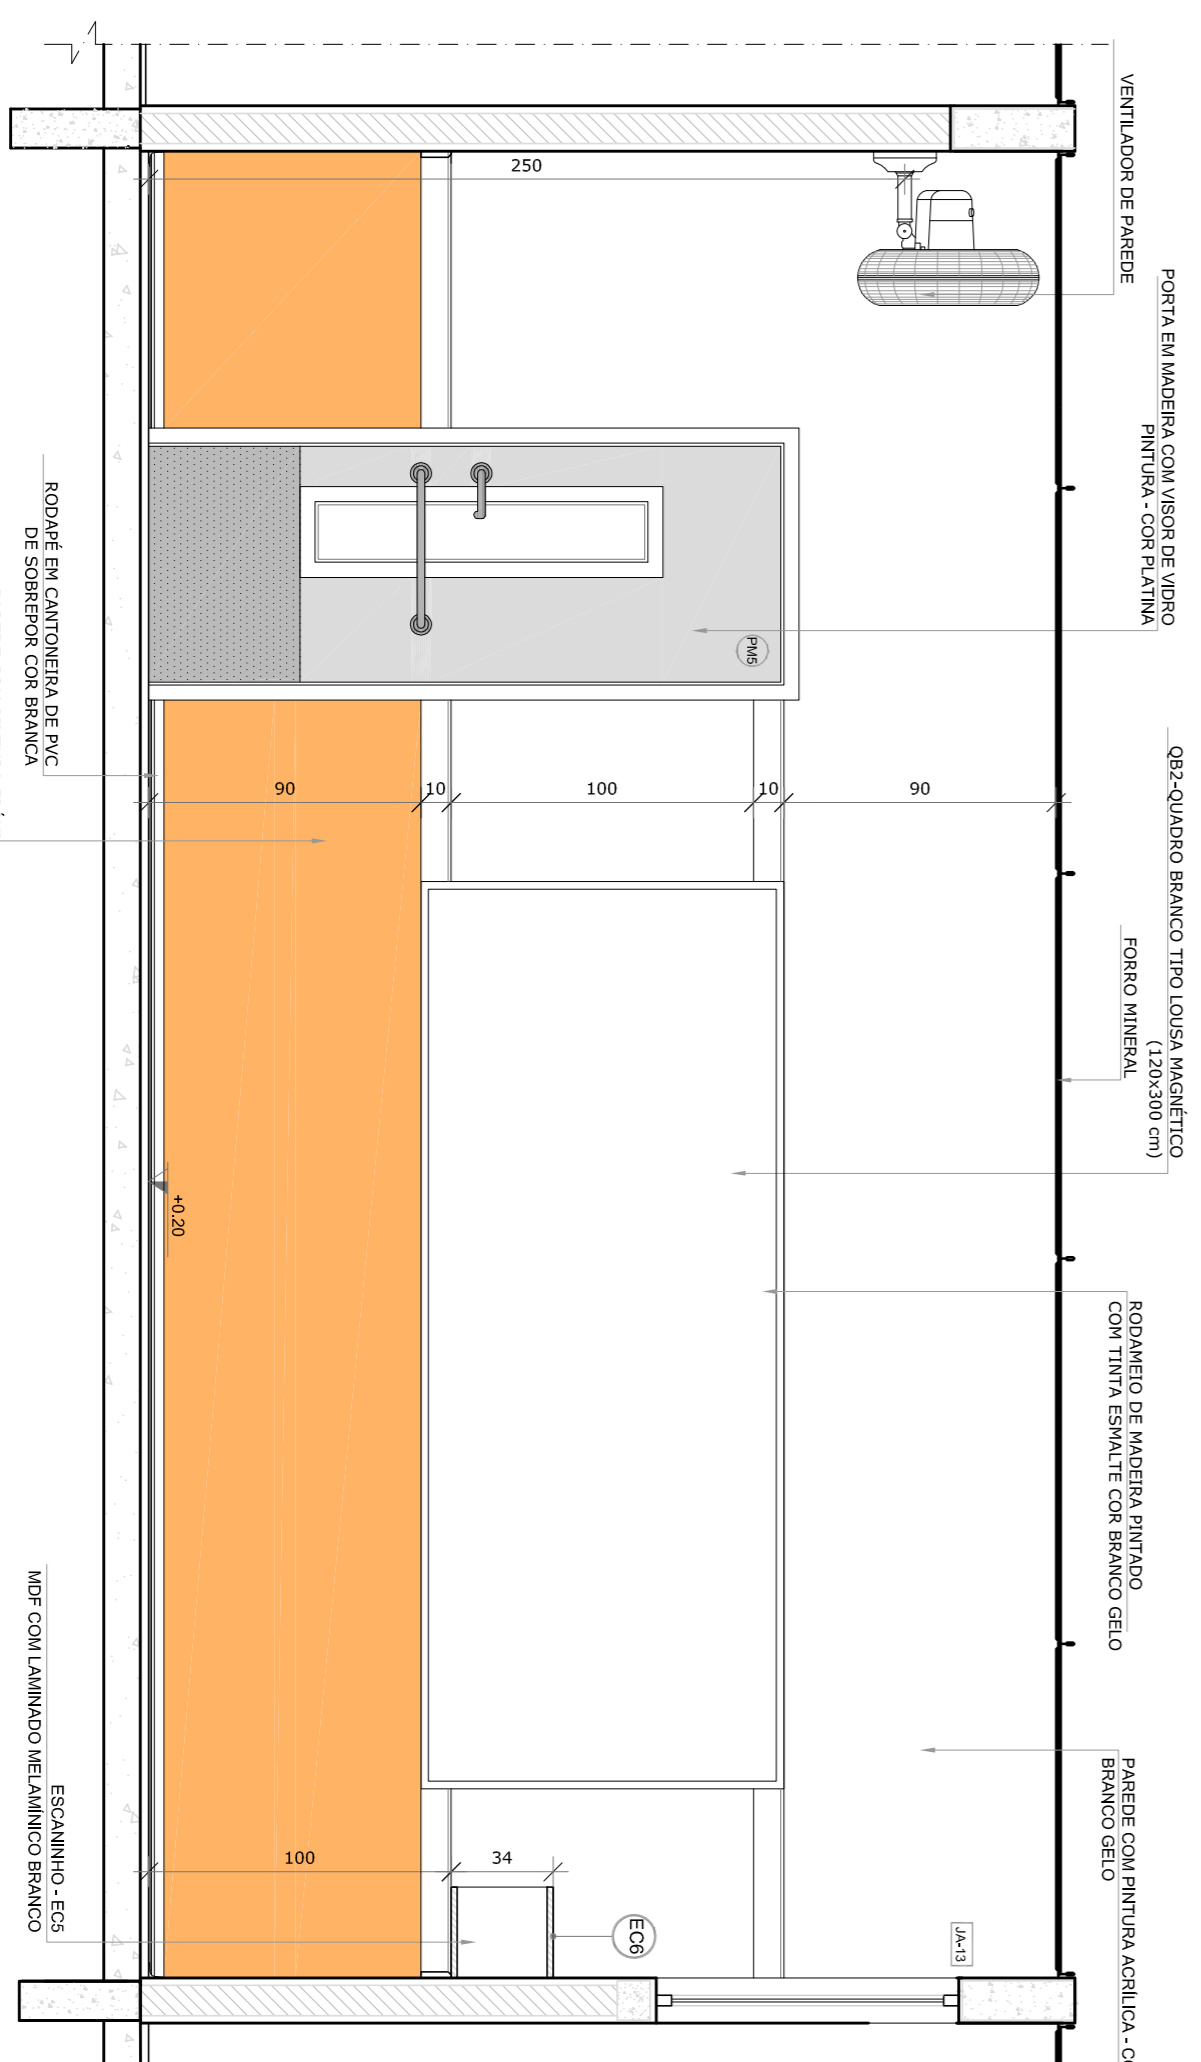 VENTILADOR DE PAREDE
PORTA EM MADEIRA COM VISOR DE VIDRO
PINTURA - COR PLATINA
QB2-QUADRO BRANCO TIPO LOUSA MAGNÉTICO
(120x300 cm)
FORRO MINERAL
RODAMEIO DE MADEIRA PINTADO
COM TINTA ESMALTE COR BRANCO GELO
PAREDE COM PINTURA ACRÍLICA -
BRANCO GELO
250
PM5
90
10
100
10
90
+0.20
100
34
EC6
JA-13
RODAPÉ EM CANTONEIRA DE PVC
DE SOBREPOR COR BRANCA
ESCANINHO - EC5
MDF COM LAMINADO MELAMÍNICO BRANCO